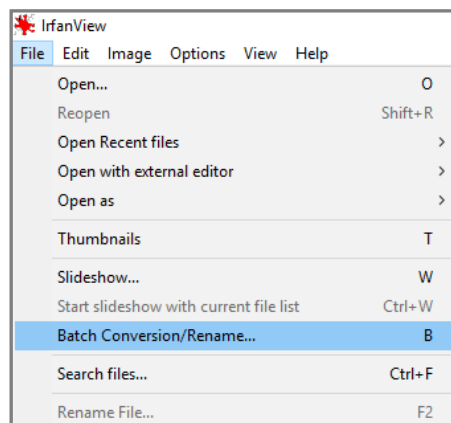 IrfanView
File Edit Image Options View Help
Open... O
Reopen Shift+R
Open Recent files >
Open with external editor >
Open as >
Thumbnails T
Slideshow... W
Start slideshow with current file list Ctrl+W
Batch Conversion/Rename... B
Search files... Ctrl+F
Rename File... F2